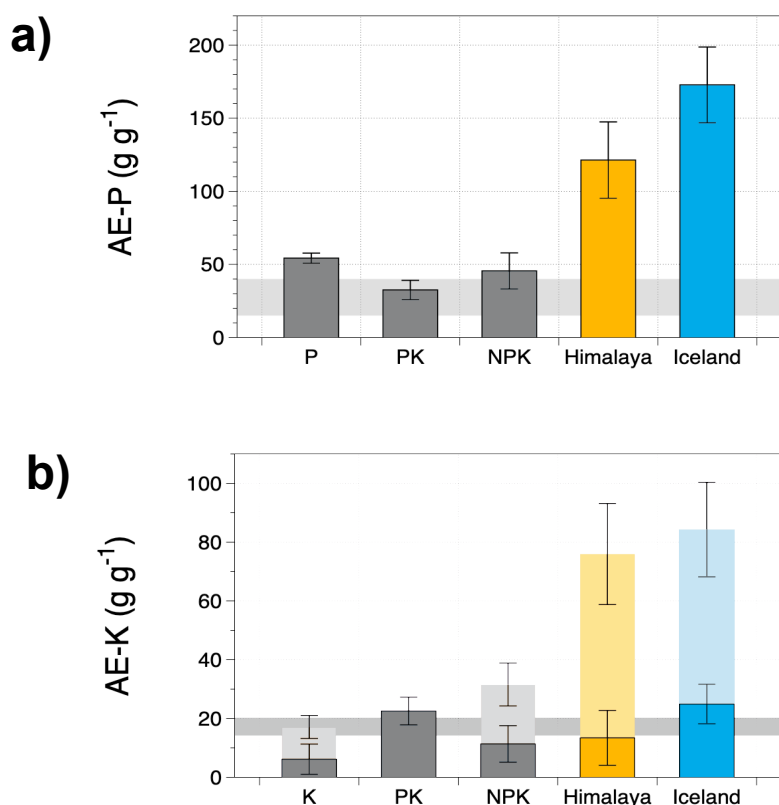 a)
AE-P (g g⁻¹)
200
150
100
50
0
P PK NPK Himalaya Iceland
b)
AE-K (g g⁻¹)
100
80
60
40
20
0
K PK NPK Himalaya Iceland